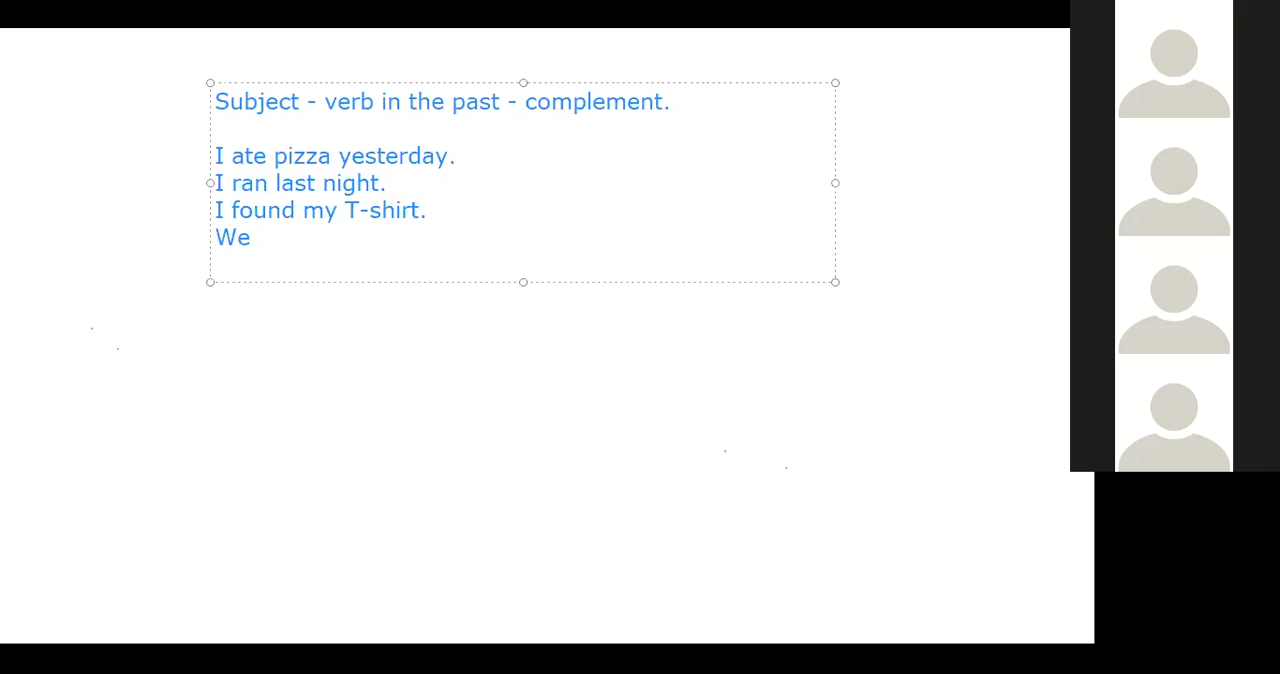 Subject - verb in the past - complement.
I ate pizza yesterday.
I ran last night.
I found my T-shirt.
We